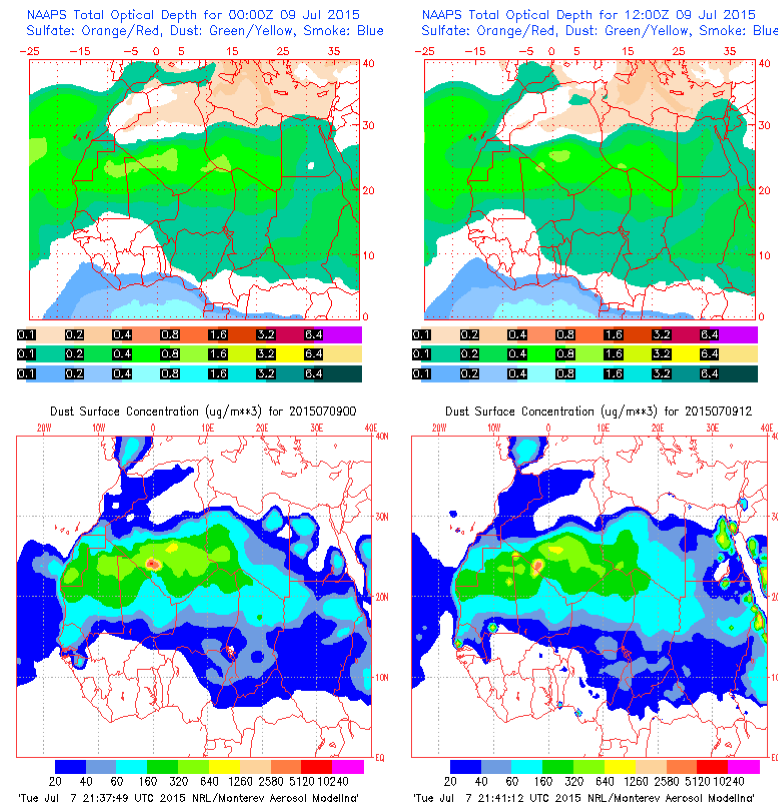 NAAPS Total Optical Depth for 00:00Z 09 Jul 2015
Sulfate: Orange/Red, Dust: Green/Yellow, Smoke: Blue
-25 -15 -5 0 5 15 25 35
40
30
20
10
0
0.1 0.2 0.4 0.8 1.6 3.2 6.4
0.1 0.2 0.4 0.8 1.6 3.2 6.4
0.1 0.2 0.4 0.8 1.6 3.2 6.4
NAAPS Total Optical Depth for 12:00Z 09 Jul 2015
Sulfate: Orange/Red, Dust: Green/Yellow, Smoke: Blue
-25 -15 -5 0 5 15 25 35
40
30
20
10
0
0.1 0.2 0.4 0.8 1.6 3.2 6.4
0.1 0.2 0.4 0.8 1.6 3.2 6.4
0.1 0.2 0.4 0.8 1.6 3.2 6.4
Dust Surface Concentration (ug/m**3) for 2015070900
20W 10W 0 10E 20E 30E 40E
40N
30N
20N
10N
EQ
20 40 60 160 320 640 1260 2580 5120 10240
'Tue Jul 7 21:37:49 UTC 2015 NRL/Monterey Aerosol Modeling'
Dust Surface Concentration (ug/m**3) for 2015070912
20W 10W 0 10E 20E 30E 40E
40N
30N
20N
10N
EQ
20 40 60 160 320 640 1260 2580 5120 10240
'Tue Jul 7 21:41:12 UTC 2015 NRL/Monterey Aerosol Modeling'